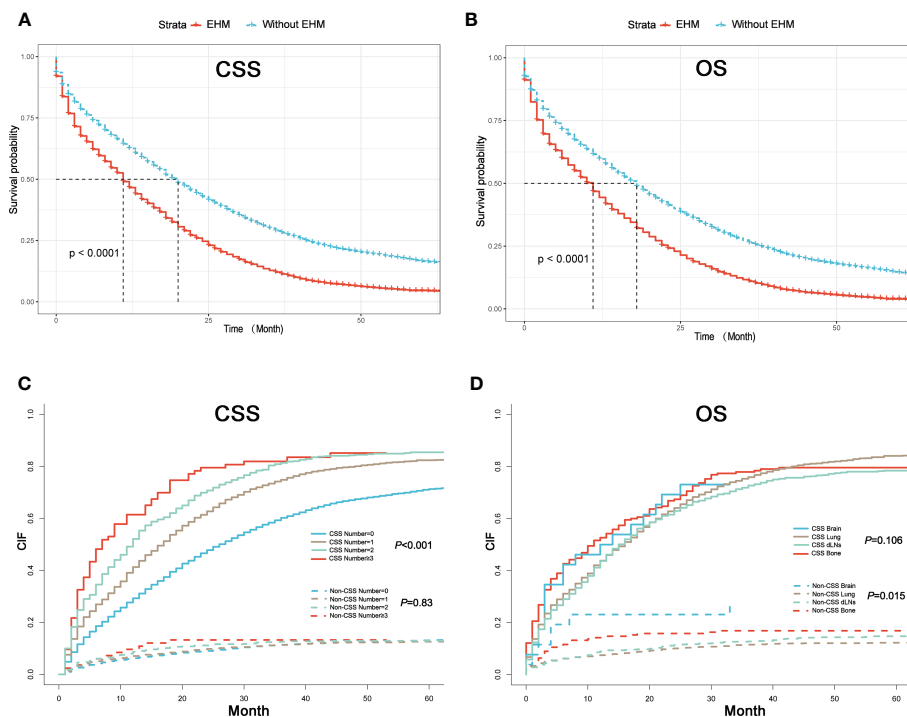 A
Strata EHM Without EHM
CSS
Survival probability
1.00
0.75
0.50
0.25
0.00
p < 0.0001
0
25
50
Time （Month)
B
Strata EHM Without EHM
OS
Survival probability
1.00
0.75
0.50
0.25
0.00
p < 0.0001
0
25
50
Time （Month)
C
CSS
CIF
1.0
0.8
0.6
0.4
0.2
0.0
CSS Number=0
CSS Number=1
CSS Number=2
CSS Number≥3
P<0.001
Non-CSS Number=0
Non-CSS Number=1
Non-CSS Number=2
Non-CSS Number≥3
P=0.83
0 10 20 30 40 50 60
Month
D
OS
CIF
1.0
0.8
0.6
0.4
0.2
0.0
CSS Brain
CSS Lung
CSS dLNs
CSS Bone
P=0.106
Non-CSS Brain
Non-CSS Lung
Non-CSS dLNs
Non-CSS Bone
P=0.015
0 10 20 30 40 50 60
Month